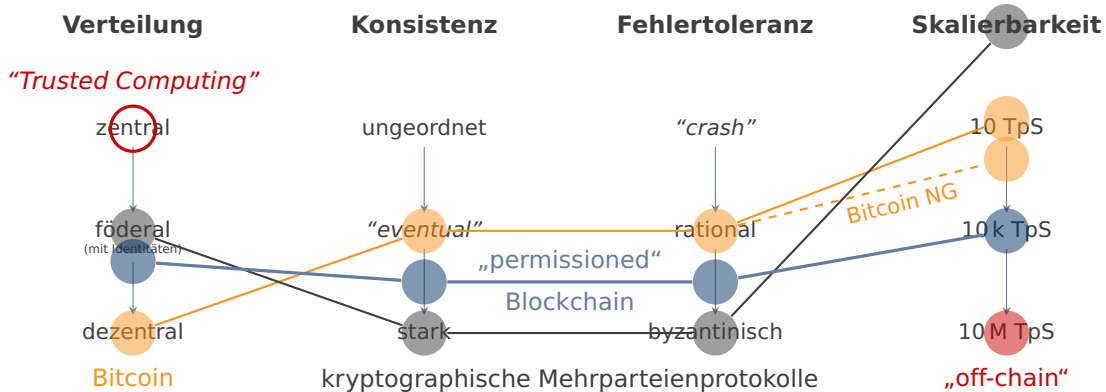 Verteilung Konsistenz Fehlertoleranz Skalierbarkeit
“Trusted Computing”
zentral ungeordnet “crash” 10 TpS
Bitcoin NG
föderal “eventual” rational 10 k TpS
(mit Identitäten)
„permissioned“
Blockchain
dezentral stark byzantinisch 10 M TpS
Bitcoin kryptographische Mehrparteienprotokolle „off-chain“